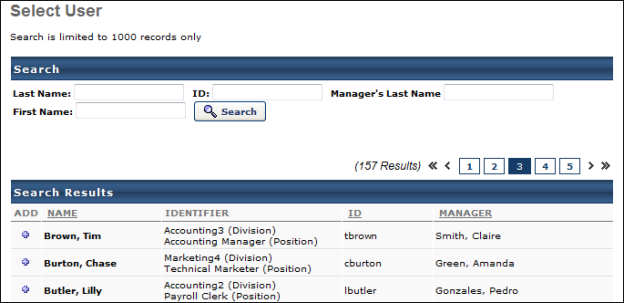 Select User
Search is limited to 1000 records only
Search
Last Name: ID: Manager's Last Name
First Name: Search
(157 Results) « ‹ 1 2 3 4 5 › »
Search Results
ADD NAME IDENTIFIER ID MANAGER
Brown, Tim Accounting3 (Division) tbrown Smith, Claire
Accounting Manager (Position)
Burton, Chase Marketing4 (Division) cburton Green, Amanda
Technical Marketer (Position)
Butler, Lilly Accounting2 (Division) lbutler Gonzales, Pedro
Payroll Clerk (Position)